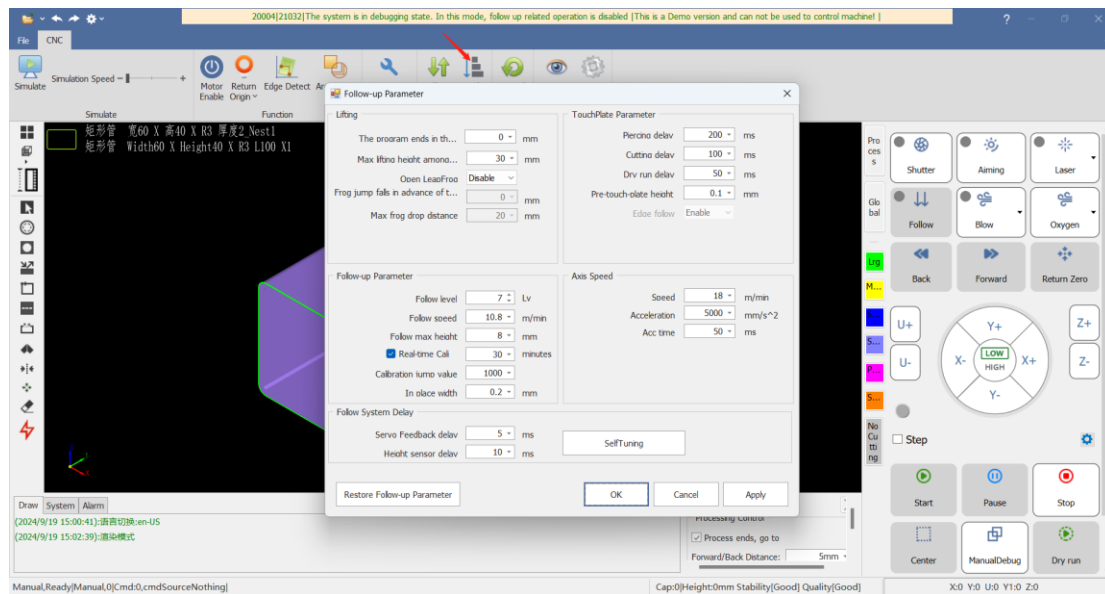 20004|21032|The system is in debugging state. In this mode, follow up related operation is disabled |This is a Demo version and can not be used to control machine! |
?
File CNC
Simulate
Simulation Speed
Motor Enable
Return Origin
Edge Detect
Simulate
Function
矩形管 宽60 X 高40 X R3 厚度2_Nest1
矩形管 Width60 X Height40 X R3 L100 X1
Follow-up Parameter
Lifting
The program ends in th... 0 mm
Max lifting height among... 30 mm
Open LeapFrog Disable
Frog jump falls in advance of t... 0 mm
Max frog drop distance 20 mm
TouchPlate Parameter
Piercing delay 200 ms
Cutting delay 100 ms
Dry run delay 50 ms
Pre-touch-plate height 0.1 mm
Edge follow Enable
Follow-up Parameter
Follow level 7 Lv
Follow speed 10.8 m/min
Follow max height 8 mm
Real-time Cali 30 minutes
Calibration jump value 1000
In place width 0.2 mm
Axis Speed
Speed 18 m/min
Acceleration 5000 mm/s^2
Acc time 50 ms
Follow System Delay
Servo Feedback delay 5 ms
Height sensor delay 10 ms
SelfTuning
Restore Follow-up Parameter
OK
Cancel
Apply
Pro
ces
s
Glo
bal
Lrg
M...
S...
P...
S...
No
Cu
tti
ng
Shutter Aiming Laser
Follow Blow Oxygen
Back Forward Return Zero
U+ Y+ Z+
X- LOW HIGH X+
U- Y- Z-
Step
Start Pause Stop
Center ManualDebug Dry run
Draw System Alarm
(2024/9/19 15:00:41):语言切换:en-US
(2024/9/19 15:02:39):渲染模式
Processing Control
Process ends, go to
Forward/Back Distance: 5mm
Manual,Ready|Manual,0|Cmd:0,cmdSourceNothing|
Cap:0|Height:0mm Stability[Good] Quality[Good]
X:0 Y:0 U:0 Y1:0 Z:0